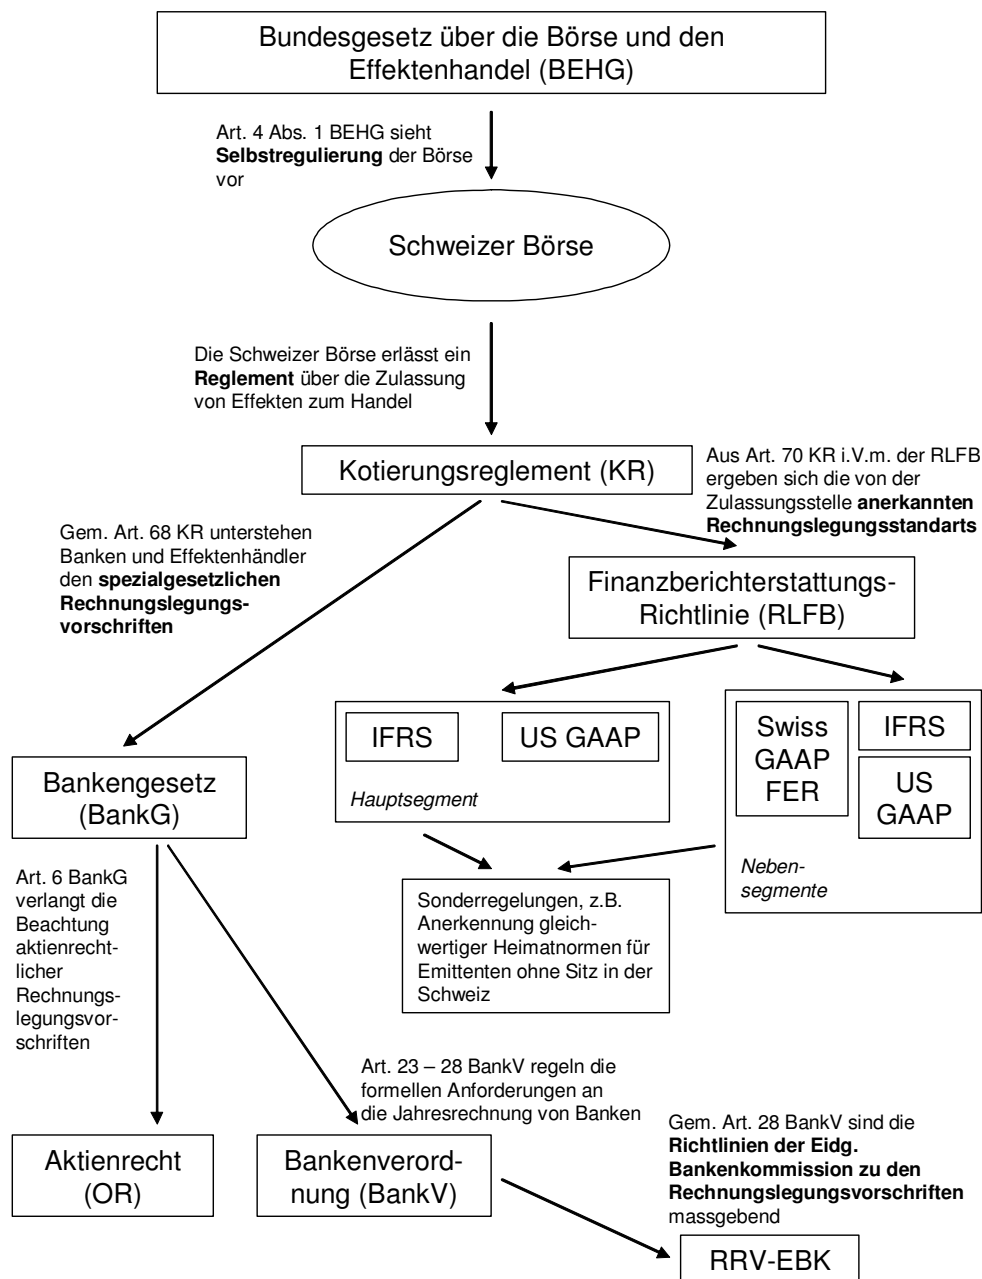 Bundesgesetz über die Börse und den
Effektenhandel (BEHG)
Art. 4 Abs. 1 BEHG sieht
Selbstregulierung der Börse
vor
Schweizer Börse
Die Schweizer Börse erlässt ein
Reglement über die Zulassung
von Effekten zum Handel
Kotierungsreglement (KR)
Aus Art. 70 KR i.V.m. der RLFB
ergeben sich die von der
Zulassungsstelle anerkannten
Rechnungslegungsstandarts
Gem. Art. 68 KR unterstehen
Banken und Effektenhändler
den spezialgesetzlichen
Rechnungslegungs-
vorschriften
Finanzberichterstattungs-
Richtlinie (RLFB)
IFRS
US GAAP
Hauptsegment
Swiss
GAAP
FER
IFRS
US
GAAP
Neben-
segmente
Bankengesetz
(BankG)
Art. 6 BankG
verlangt die
Beachtung
aktienrecht-
licher
Rechnungs-
legungsvor-
schriften
Sonderregelungen, z.B.
Anerkennung gleich-
wertiger Heimatnormen für
Emittenten ohne Sitz in der
Schweiz
Art. 23 – 28 BankV regeln die
formellen Anforderungen an
die Jahresrechnung von Banken
Aktienrecht
(OR)
Bankenverord-
nung (BankV)
Gem. Art. 28 BankV sind die
Richtlinien der Eidg.
Bankenkommission zu den
Rechnungslegungsvorschriften
massgebend
RRV-EBK